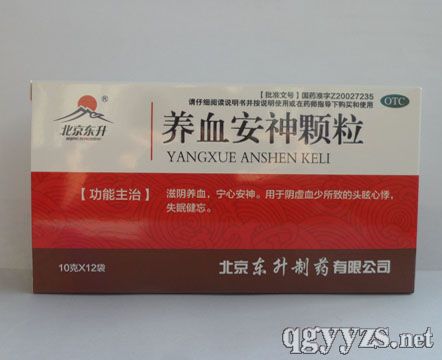 【批准文号】国药准字Z20027235
请仔细阅读说明书并按说明使用或在药师指导下购买和使用
OTC
北京东升
养血安神颗粒
YANGXUE ANSHEN KELI
【功能主治】
滋阴养血，宁心安神。用于阴虚血少所致的头眩心悸，
失眠健忘。
10克X12袋
北京东升制药有限公司
qgyyzs.net